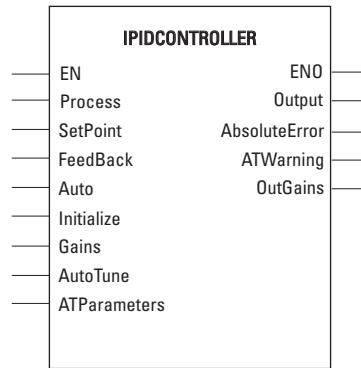 IPIDCONTROLLER
EN
ENO
Process
Output
SetPoint
AbsoluteError
FeedBack
ATWarning
Auto
OutGains
Initialize
Gains
AutoTune
ATParameters